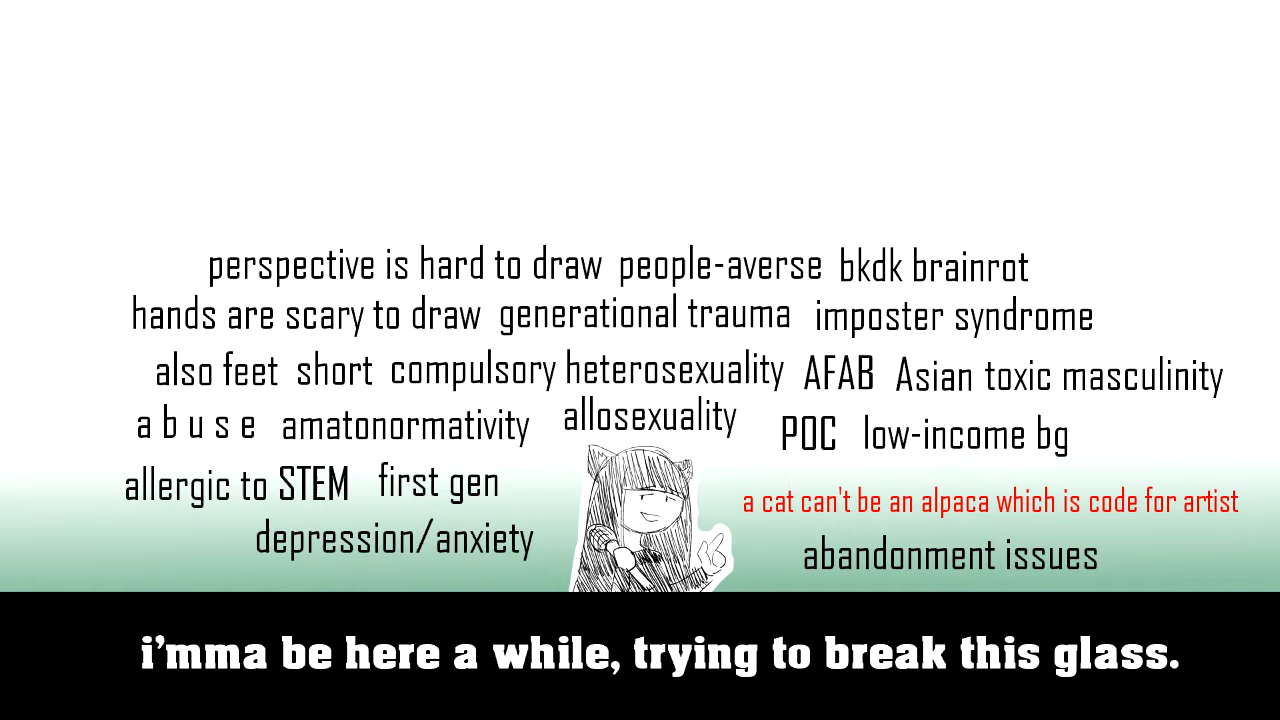 perspective is hard to draw people-averse bkdk brainrot
hands are scary to draw generational trauma imposter syndrome
also feet short compulsory heterosexuality AFAB Asian toxic masculinity
a b u s e amatonormativity allosexuality POC low-income bg
allergic to STEM first gen
a cat can't be an alpaca which is code for artist
depression/anxiety abandonment issues
i'mma be here a while, trying to break this glass.